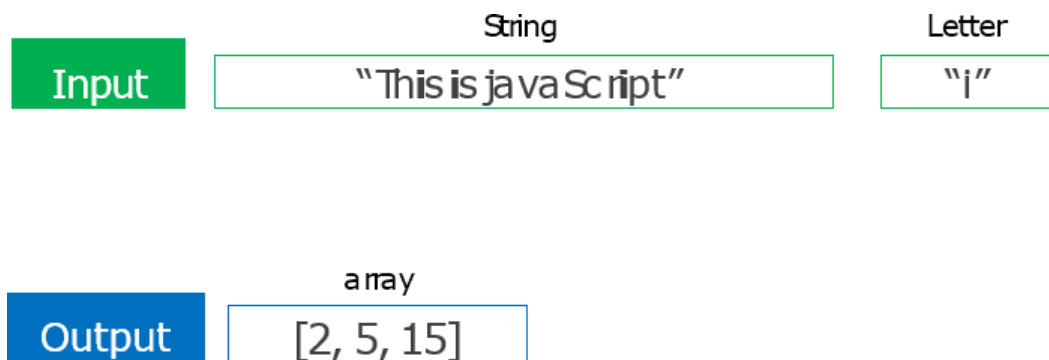 String Letter
Input "This is javaScript" "i"
array
Output [2, 5, 15]